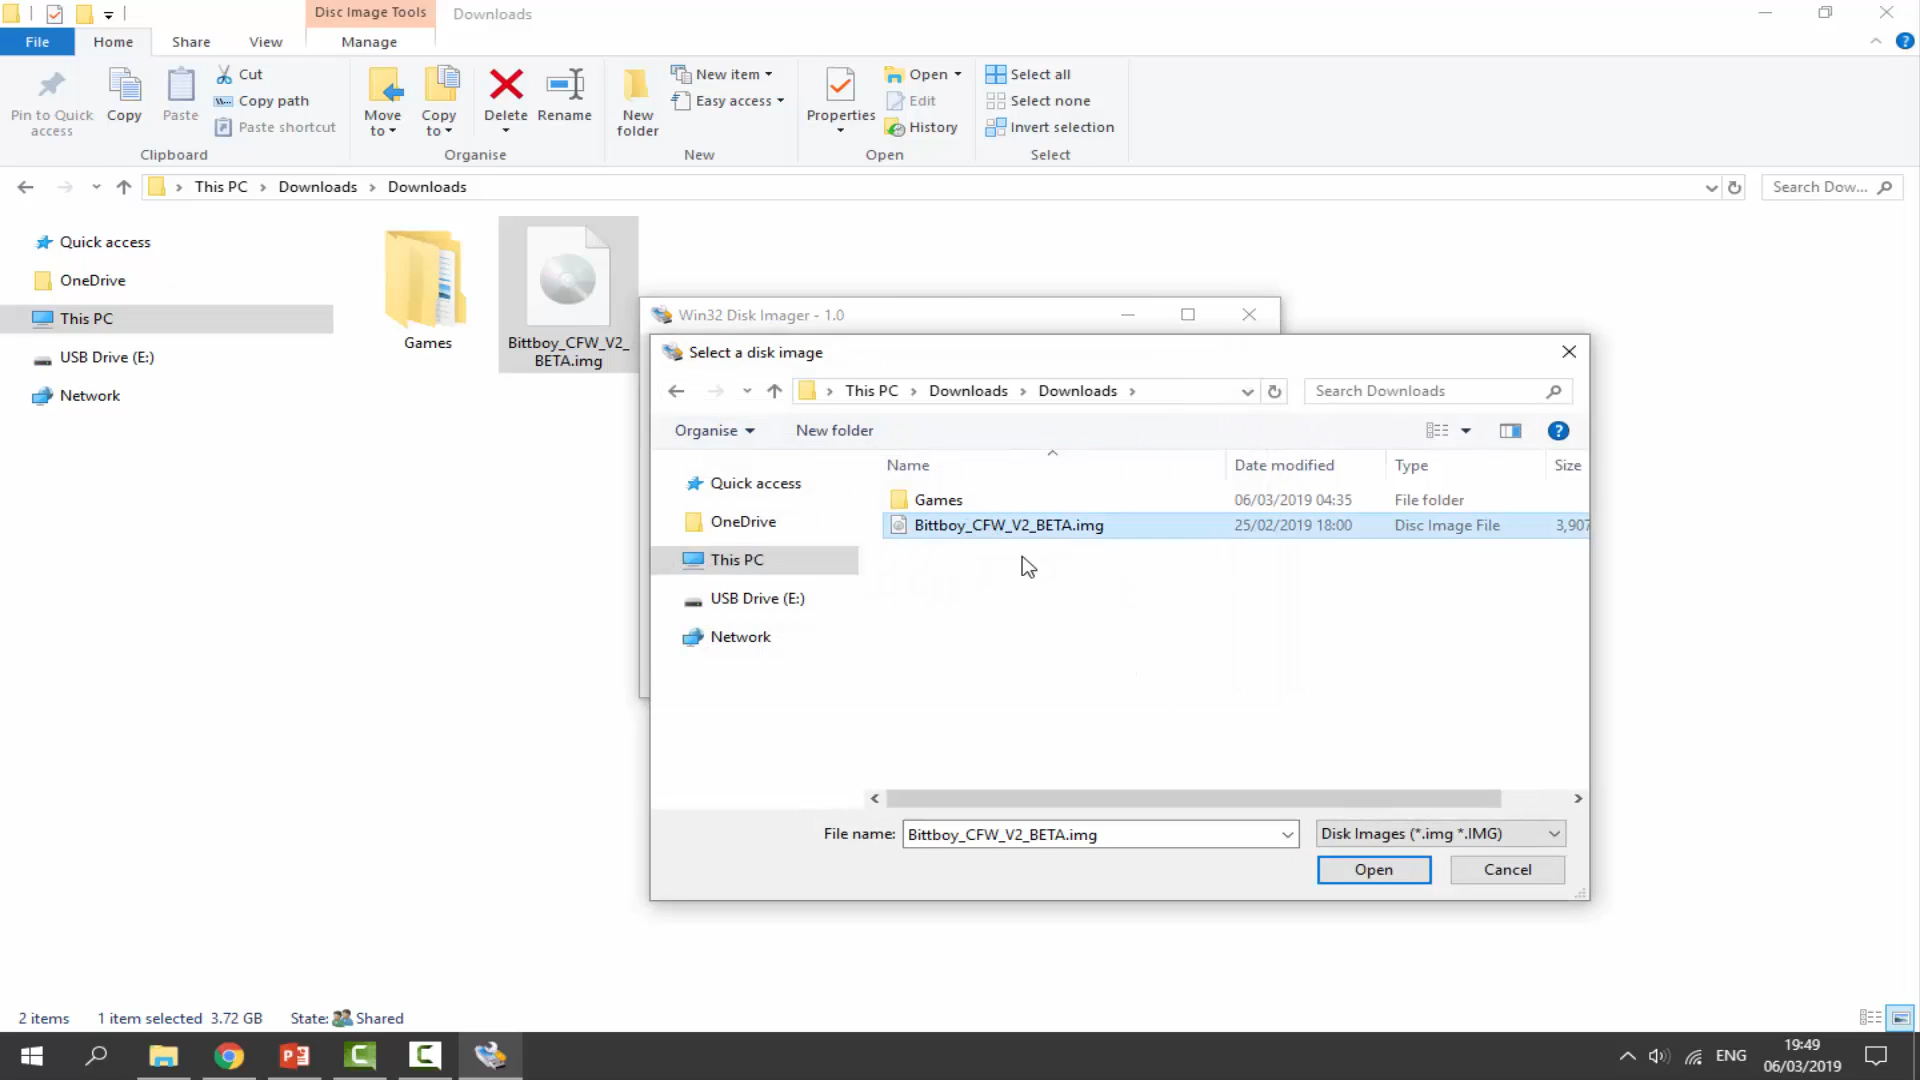 Disc Image Tools
Downloads
File
Home
Share
View
Manage
Pin to Quick
access
Copy
Paste
Cut
Copy path
Paste shortcut
Clipboard
Move
to
Copy
to
Delete
Rename
Organise
New
folder
New item
Easy access
New
Properties
Open
Edit
History
Open
Select all
Select none
Invert selection
Select
This PC > Downloads > Downloads
Search Dow...
Quick access
OneDrive
This PC
USB Drive (E:)
Network
Games
Bittboy_CFW_V2_
BETA.img
Win32 Disk Imager - 1.0
Select a disk image
This PC > Downloads > Downloads >
Search Downloads
Organise
New folder
Quick access
OneDrive
This PC
USB Drive (E:)
Network
Name Date modified Type Size
Games 06/03/2019 04:35 File folder
Bittboy_CFW_V2_BETA.img 25/02/2019 18:00 Disc Image File 3,907
File name: Bittboy_CFW_V2_BETA.img
Disk Images (*.img *.IMG)
Open
Cancel
2 items 1 item selected 3.72 GB State: Shared
ENG
19:49
06/03/2019